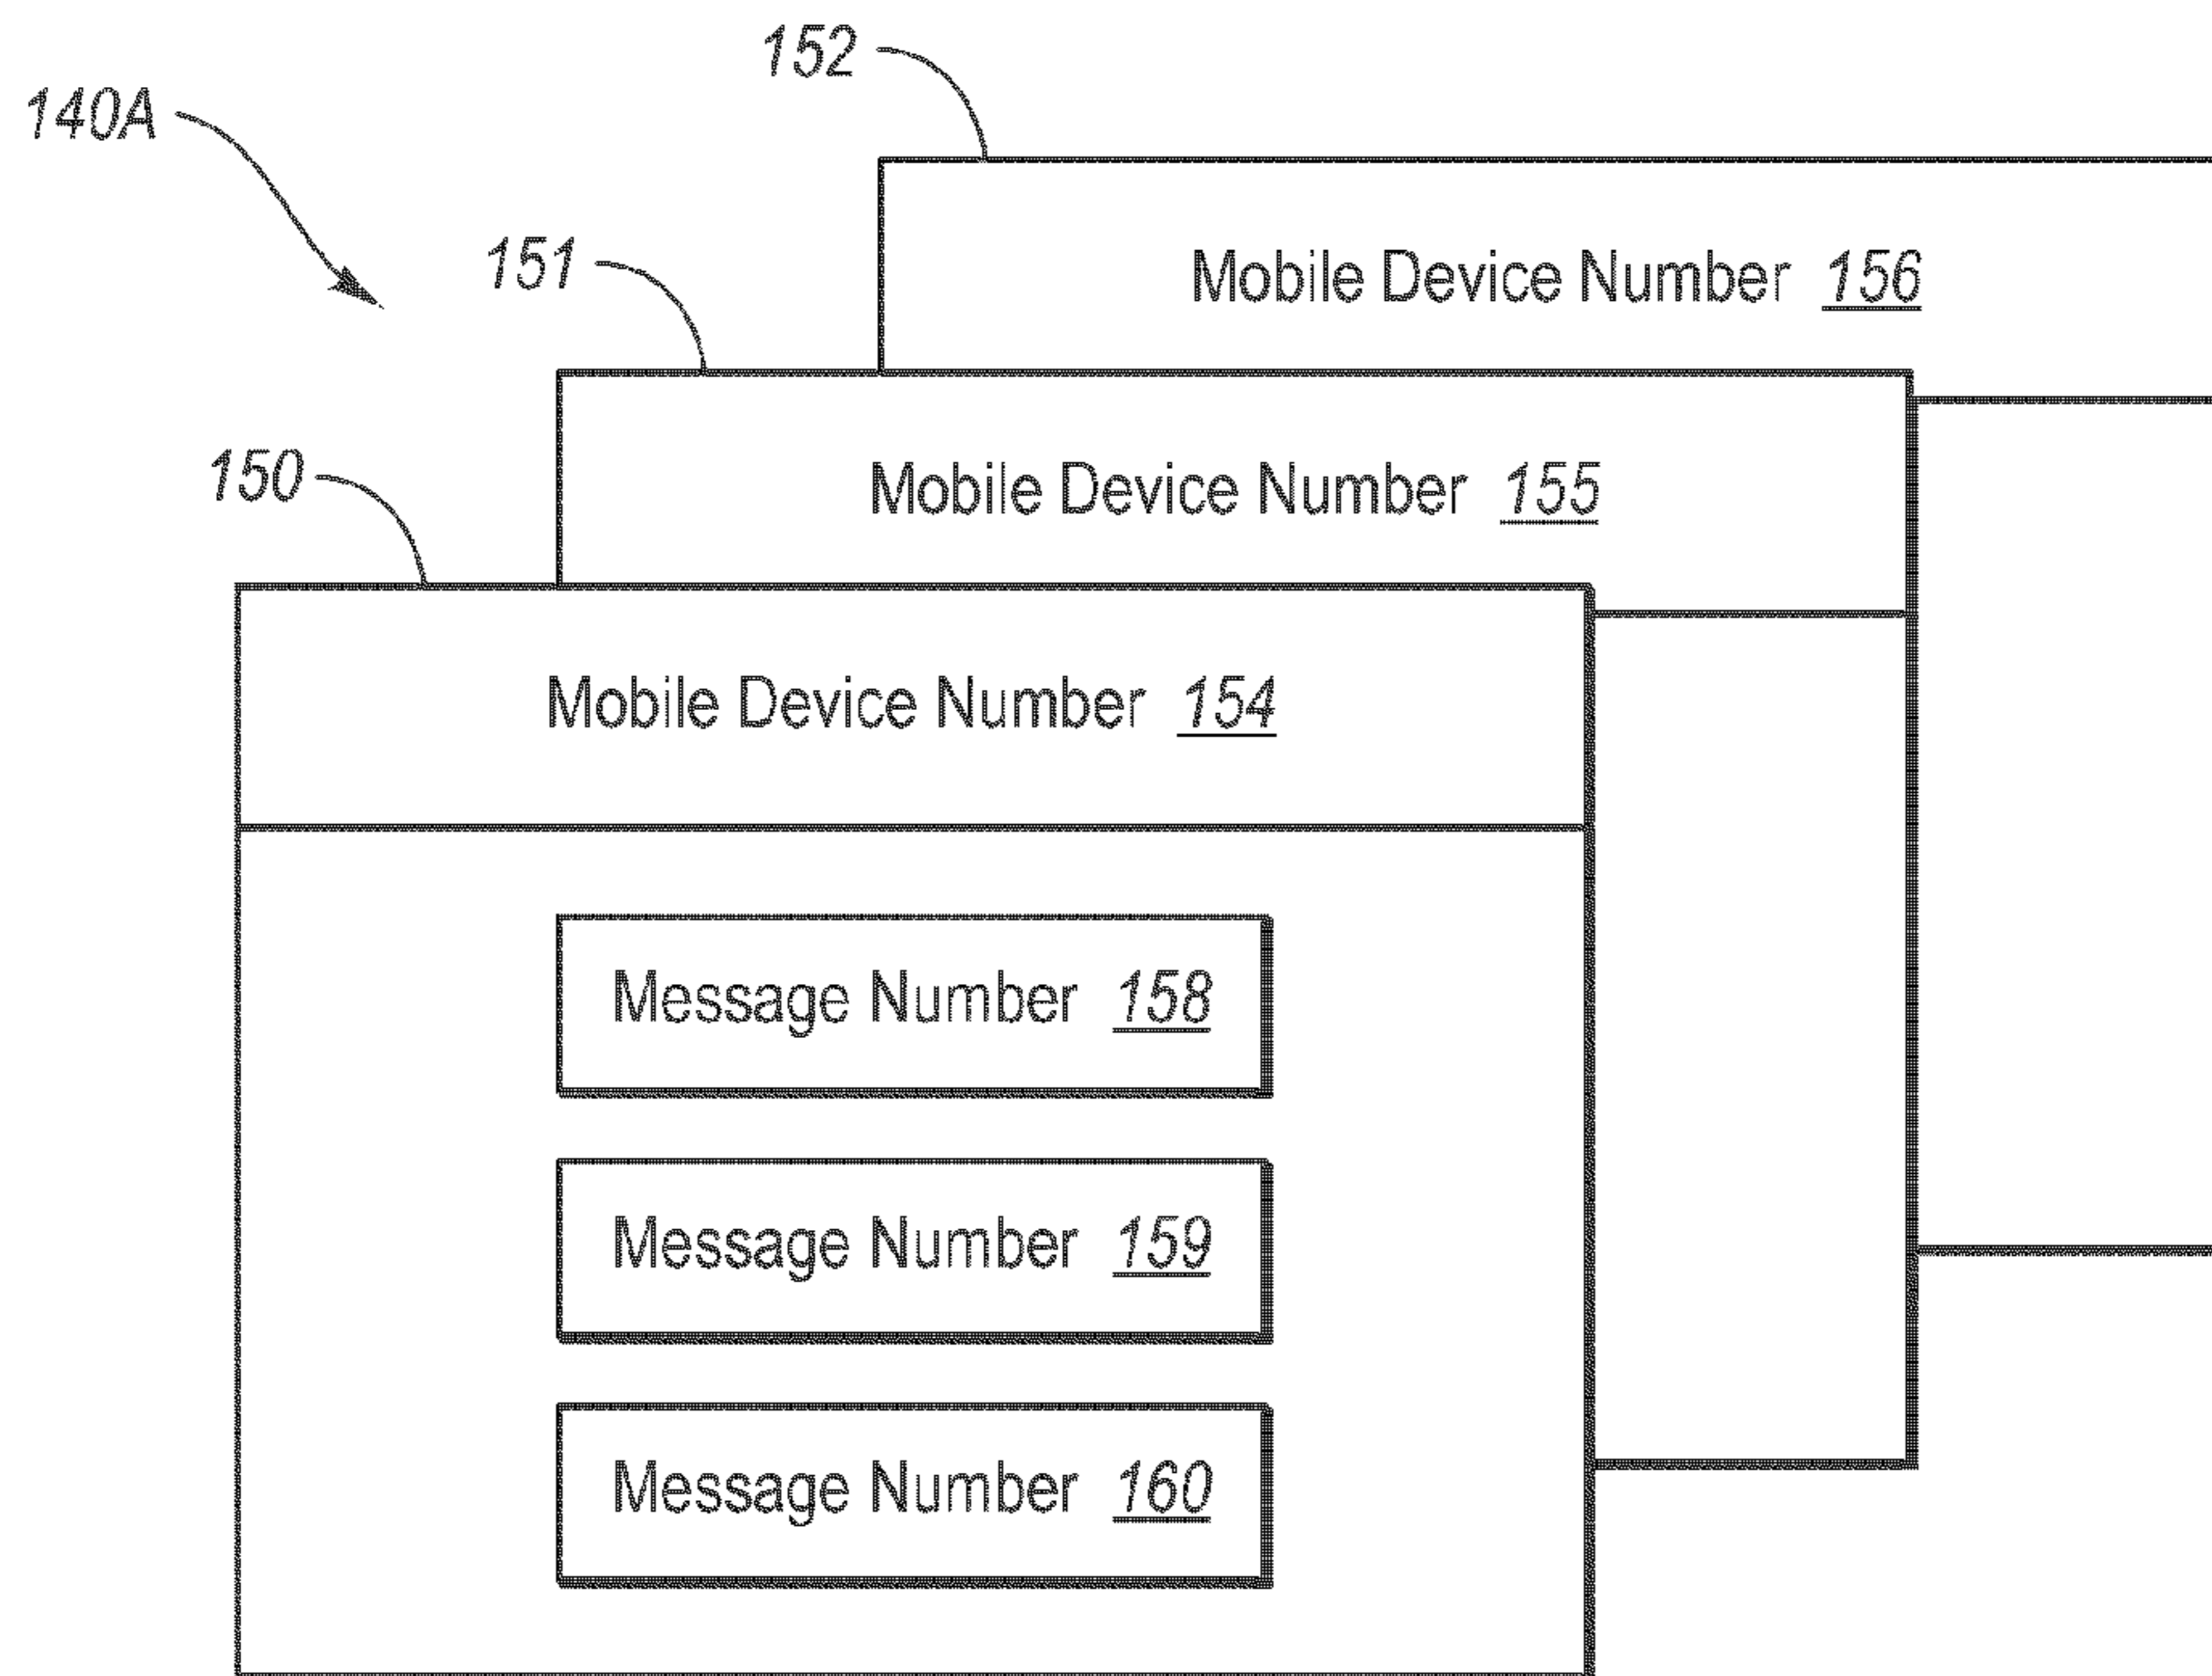 152
140A
151
Mobile Device Number 156
150
Mobile Device Number 155
Mobile Device Number 154
Message Number 158
Message Number 159
Message Number 160